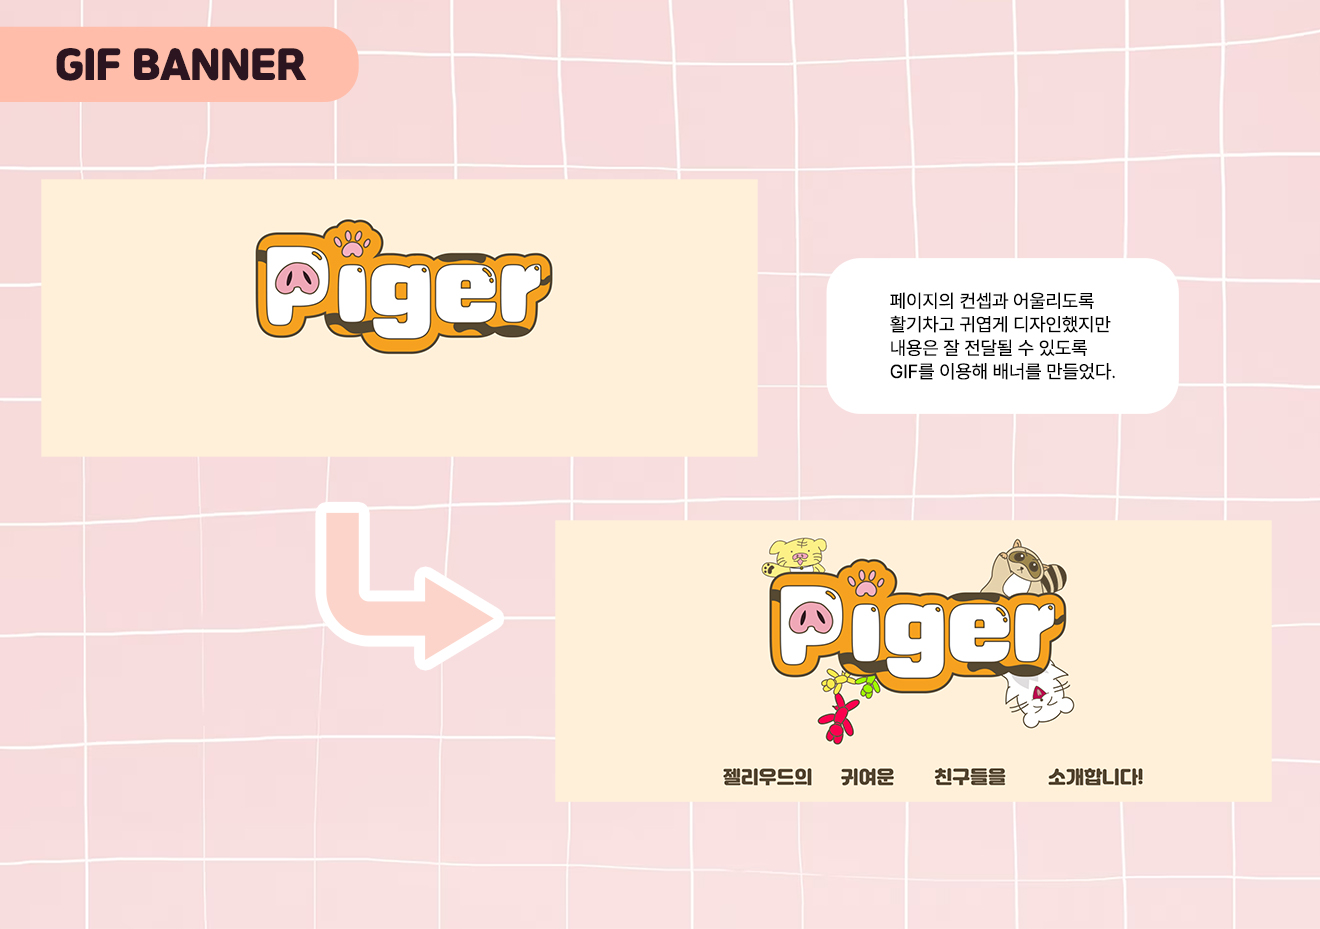 GIF BANNER
Piger
페이지의 컨셉과 어울리도록
활기차고 귀엽게 디자인했지만
내용은 잘 전달될 수 있도록
GIF를 이용해 배너를 만들었다.
Piger
젤리우드의 귀여운 친구들을 소개합니다!